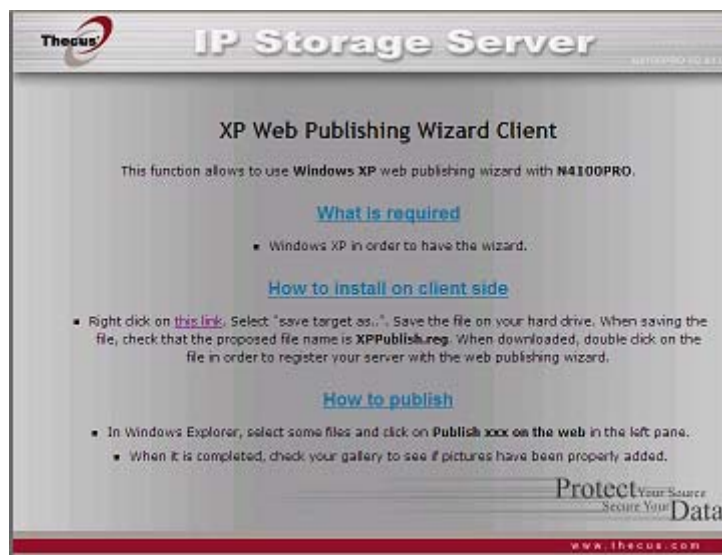 Thecus
IP Storage Server
XP Web Publishing Wizard Client
This function allows to use Windows XP web publishing wizard with N4100PRO.
What is required
▪ Windows XP in order to have the wizard.
How to install on client side
▪ Right click on this link. Select "save target as..". Save the file on your hard drive. When saving the
file, check that the proposed file name is XPPublish.reg. When downloaded, double click on the
file in order to register your server with the web publishing wizard.
How to publish
▪ In Windows Explorer, select some files and click on Publish xxx on the web in the left pane.
▪ When it is completed, check your gallery to see if pictures have been properly added.
Protect Your Source
Secure Your Data
www.thecus.com